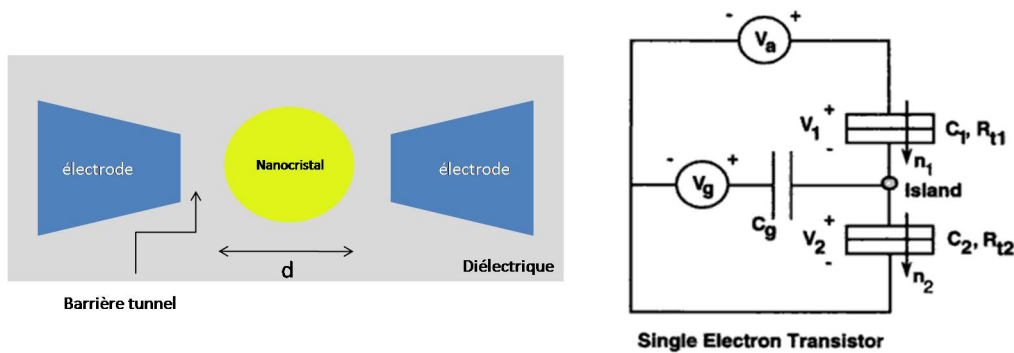 électrode
Nanocristal
électrode
d
Diélectrique
Barrière tunnel
- +
Va
V1
+
-
C1, Rt1
n1
Island
- +
Vg
Cg
V2
+
-
C2, Rt2
n2
Single Electron Transistor